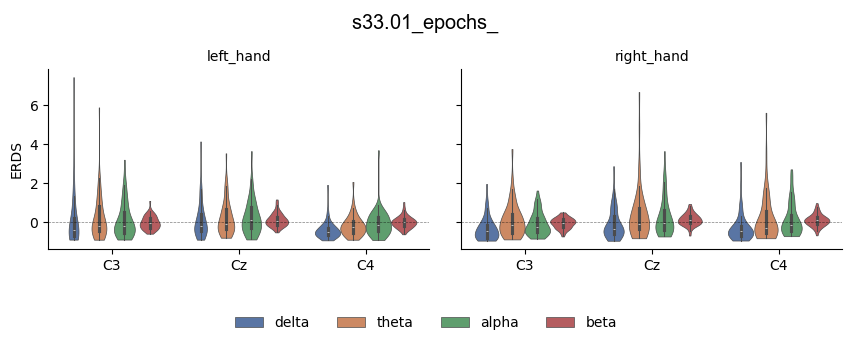 s33.01_epochs_
left_hand right_hand
ERDS
6
4
2
0
C3 Cz C4 C3 Cz C4
delta theta alpha beta